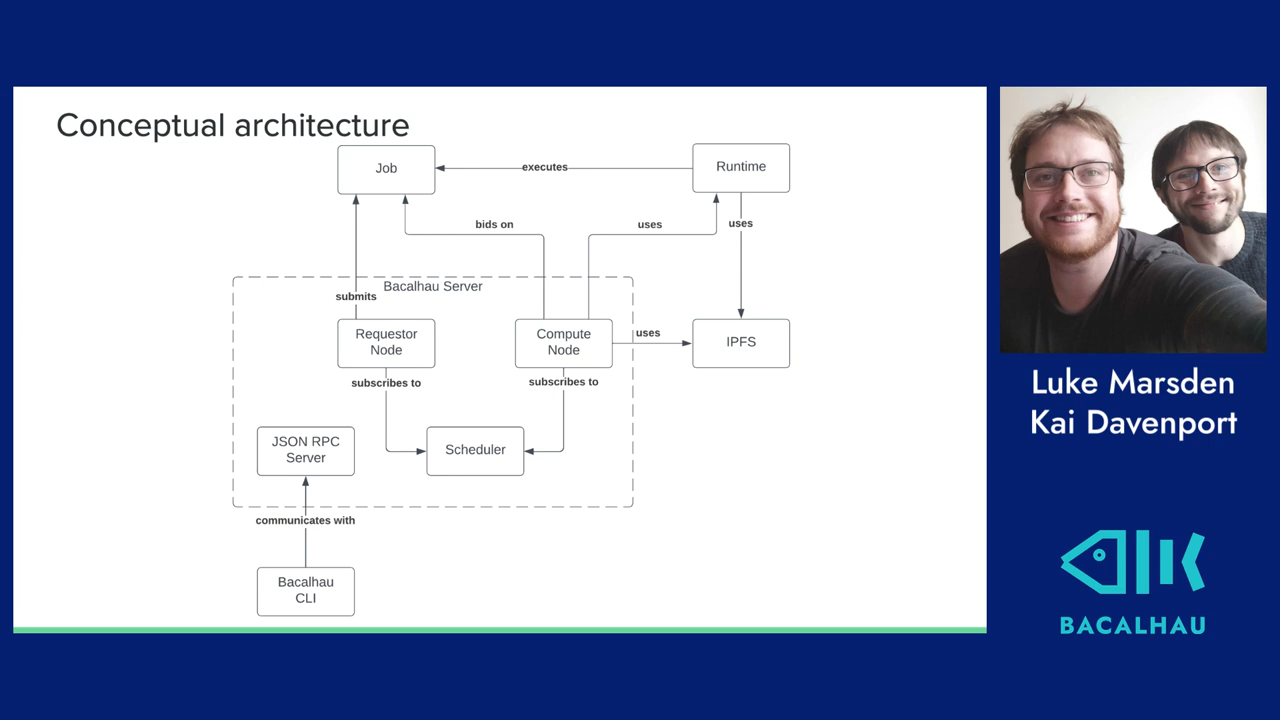 Conceptual architecture
Job
executes
Runtime
bids on
uses
uses
Bacalhau Server
submits
Requestor
Node
Compute
Node
uses
IPFS
subscribes to
subscribes to
JSON RPC
Server
Scheduler
communicates with
Bacalhau
CLI
Luke Marsden
Kai Davenport
BACALHAU